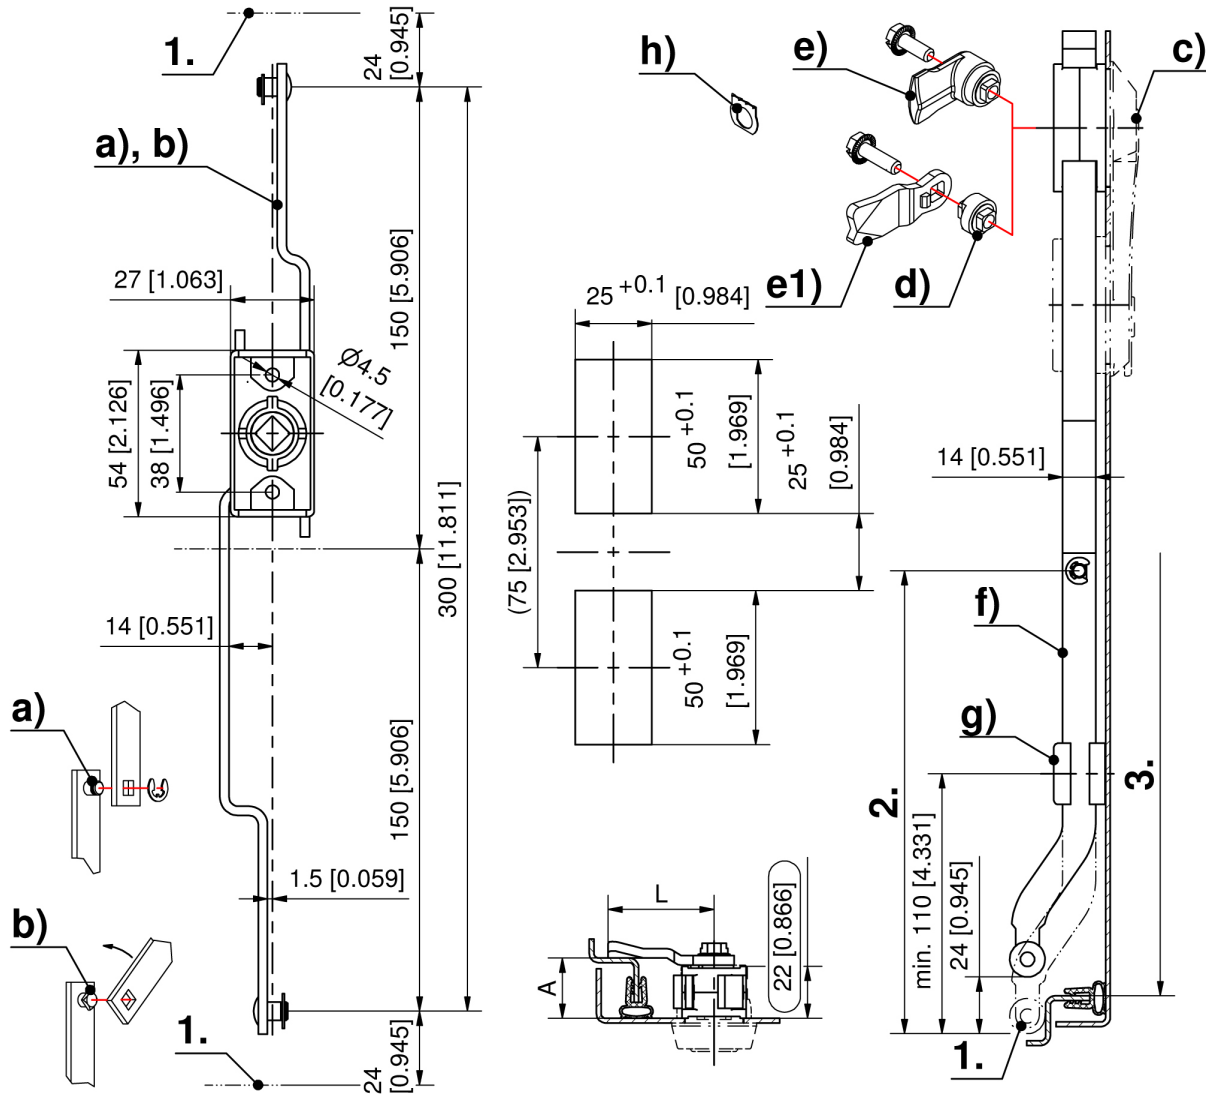 1.
24
[0.945]
a), b)
150 [5.906]
27 [1.063]
Ø4.5
[0.177]
54 [2.126]
38 [1.496]
300 [11.811]
14 [0.551]
150 [5.906]
a)
1.5 [0.059]
b)
1.
24
[0.945]
h)
e)
c)
e1)
d)
25 +0.1 [0.984]
50 +0.1
[1.969]
25 +0.1
[0.984]
(75 [2.953])
50 +0.1
[1.969]
14 [0.551]
f)
g)
2.
3.
min. 110 [4.331]
24 [0.945]
1.
L
A
22 [0.866]